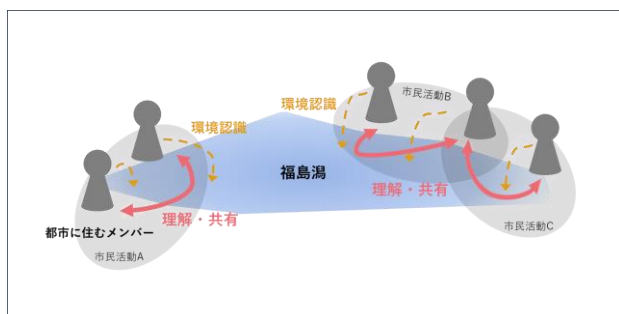 市民活動B
環境認識
環境認識
福島潟
理解・共有
理解・共有
都市に住むメンバー
市民活動A
市民活動C